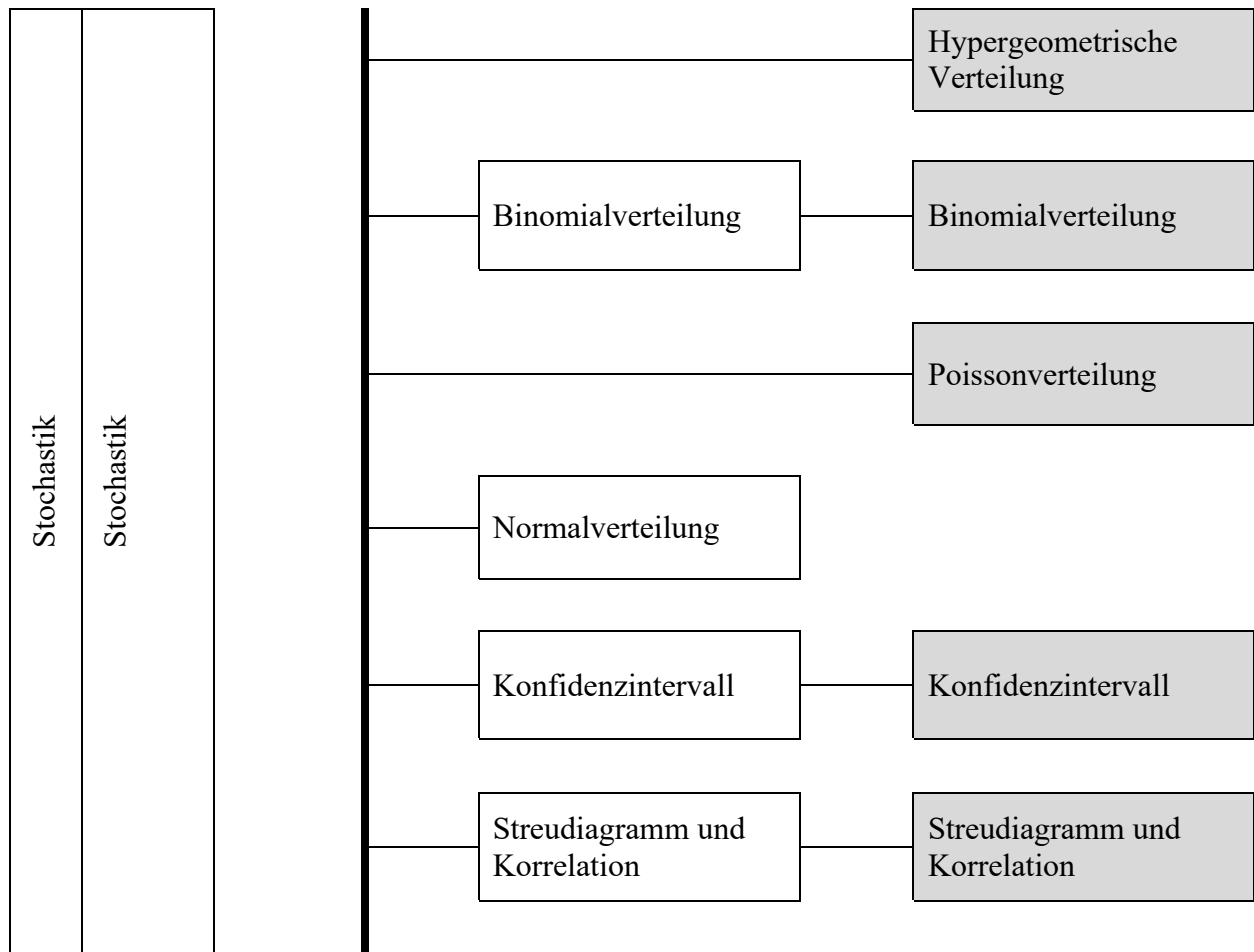 Stochastik
Stochastik
Hypergeometrische
Verteilung
Binomialverteilung
Binomialverteilung
Poissonverteilung
Normalverteilung
Konfidenzintervall
Konfidenzintervall
Streudiagramm und
Korrelation
Streudiagramm und
Korrelation